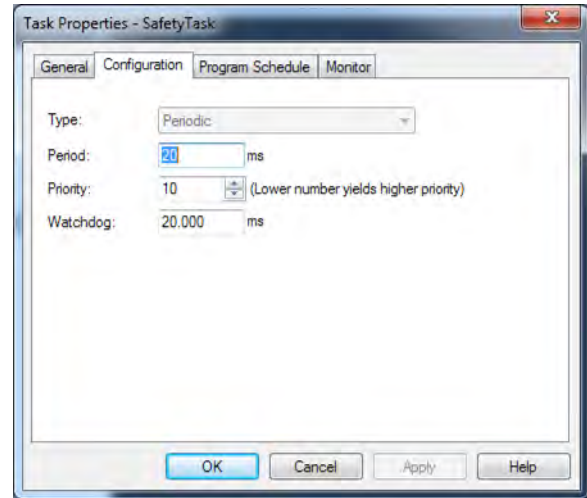 Task Properties - SafetyTask
General Configuration Program Schedule Monitor
Type: Periodic
Period: 20 ms
Priority: 10 (Lower number yields higher priority)
Watchdog: 20.000 ms
OK Cancel Apply Help